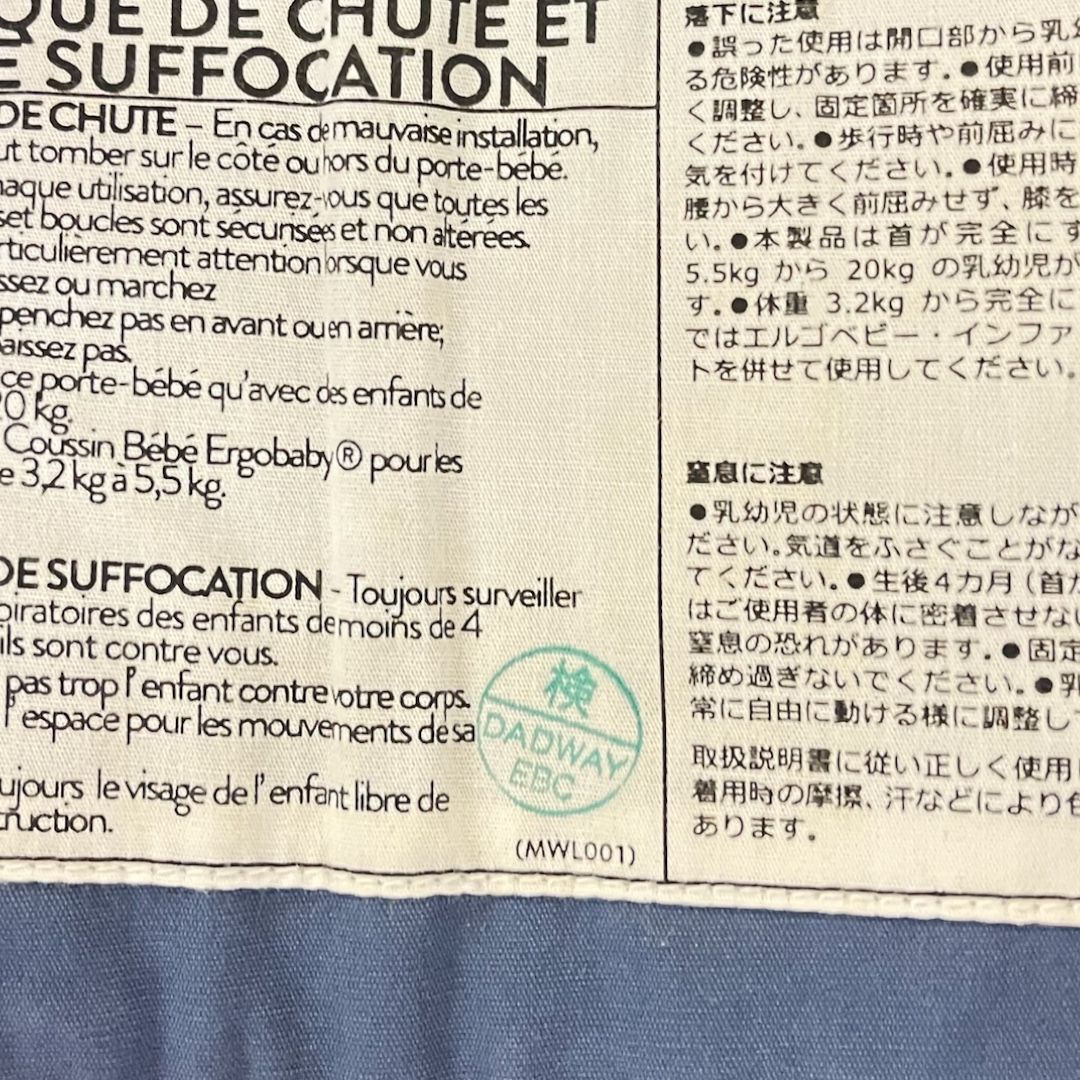 QUE DE CHUTE ET
E SUFFOCATION
DE CHUTE – En cas de mauvaise installation,
ut tomber sur le côté ou hors du porte-bébé.
haque utilisation, assurez-vous que toutes les
s et boucles sont sécurisées et non altérées.
rticulierement attention lorsque vous
ssez ou marchez
penchez pas en avant ou en arrière;
aissez pas.
ce porte-bébé qu'avec des enfants de
20 kg.
Coussin Bébé Ergobaby® pour les
e 3,2 kg à 5,5 kg.
DE SUFFOCATION - Toujours surveiller
piratoires des enfants de moins de 4
ils sont contre vous.
pas trop l'enfant contre votre corps.
l'espace pour les mouvements de sa
ujours le visage de l'enfant libre de
truction.
検
DADWAY
EBC
(MWL001)
落下に注意
●誤った使用は開口部から乳幼
る危険性があります。●使用前
く調整し、固定箇所を確実に締
ください。●歩行時や前屈みに
気を付けてください。●使用時
腰から大きく前屈みせず、膝を
い。●本製品は首が完全にす
5.5kg から 20kg の乳幼児が
す。●体重 3.2kg から完全に
ではエルゴベビー・インファ
トを併せて使用してください。
窒息に注意
●乳幼児の状態に注意しなが
ださい。気道をふさぐことがな
てください。●生後4カ月（首が
はご使用者の体に密着させない
窒息の恐れがあります。●固定
締め過ぎないでください。●乳
常に自由に動ける様に調整して
取扱説明書に従い正しく使用し
着用時の摩擦、汗などにより色
あります。